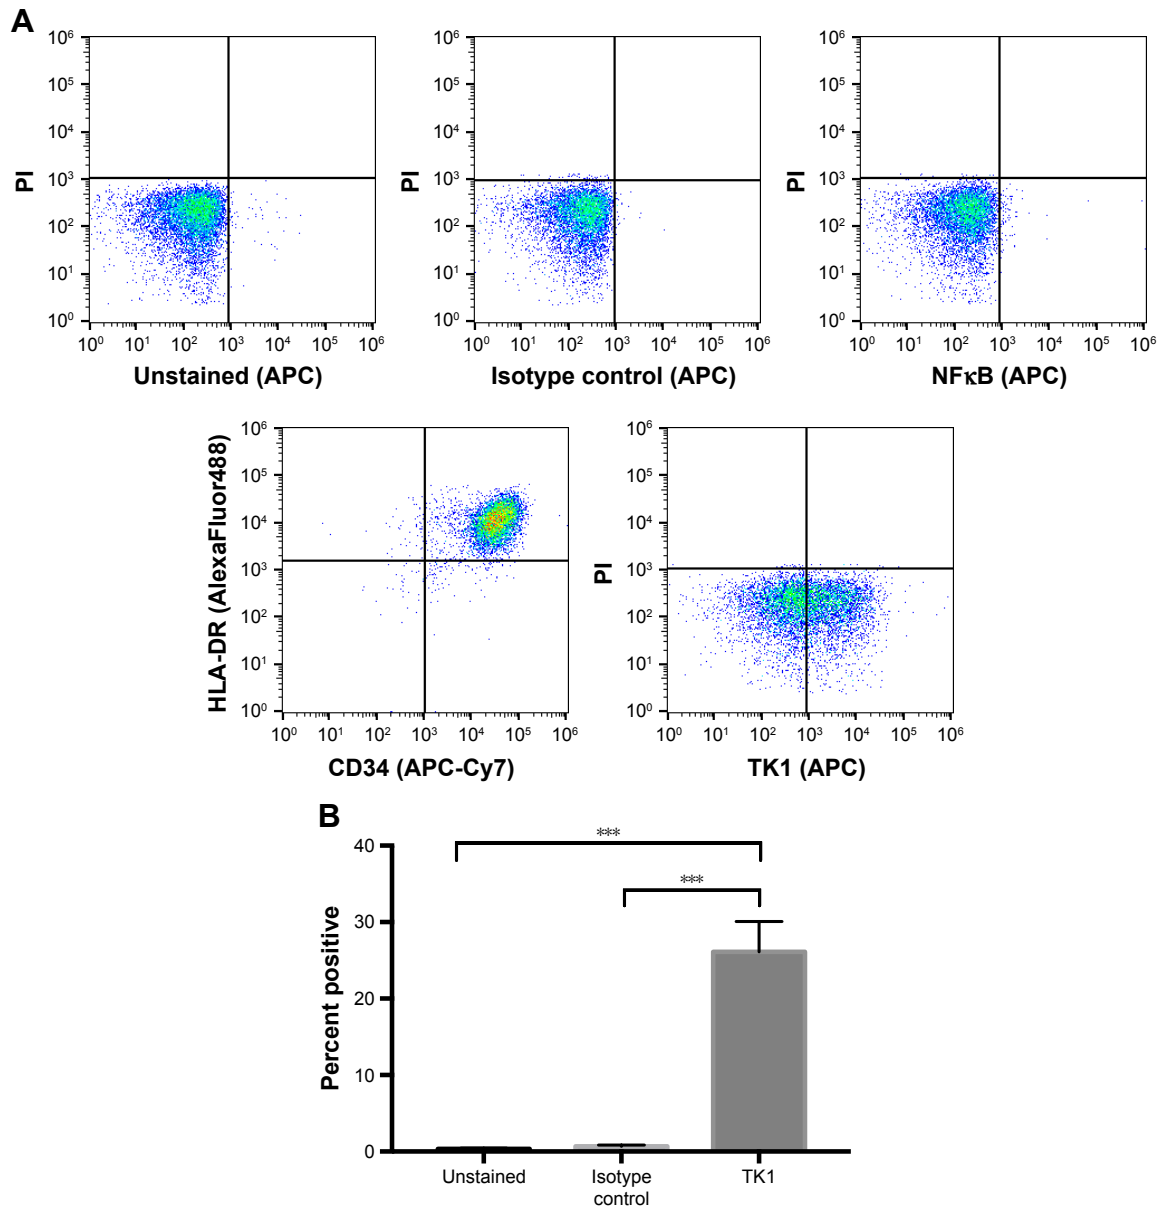 A
PI
10⁶
10⁵
10⁴
10³
10²
10¹
10⁰
10⁰ 10¹ 10² 10³ 10⁴ 10⁵ 10⁶
Unstained (APC)
PI
10⁶
10⁵
10⁴
10³
10²
10¹
10⁰
10⁰ 10¹ 10² 10³ 10⁴ 10⁵ 10⁶
Isotype control (APC)
PI
10⁶
10⁵
10⁴
10³
10²
10¹
10⁰
10⁰ 10¹ 10² 10³ 10⁴ 10⁵ 10⁶
NFκB (APC)
HLA-DR (AlexaFluor488)
10⁶
10⁵
10⁴
10³
10²
10¹
10⁰
10⁰ 10¹ 10² 10³ 10⁴ 10⁵ 10⁶
CD34 (APC-Cy7)
PI
10⁶
10⁵
10⁴
10³
10²
10¹
10⁰
10⁰ 10¹ 10² 10³ 10⁴ 10⁵ 10⁶
TK1 (APC)
B
Percent positive
40
30
20
10
0
***
***
Unstained
Isotype
control
TK1